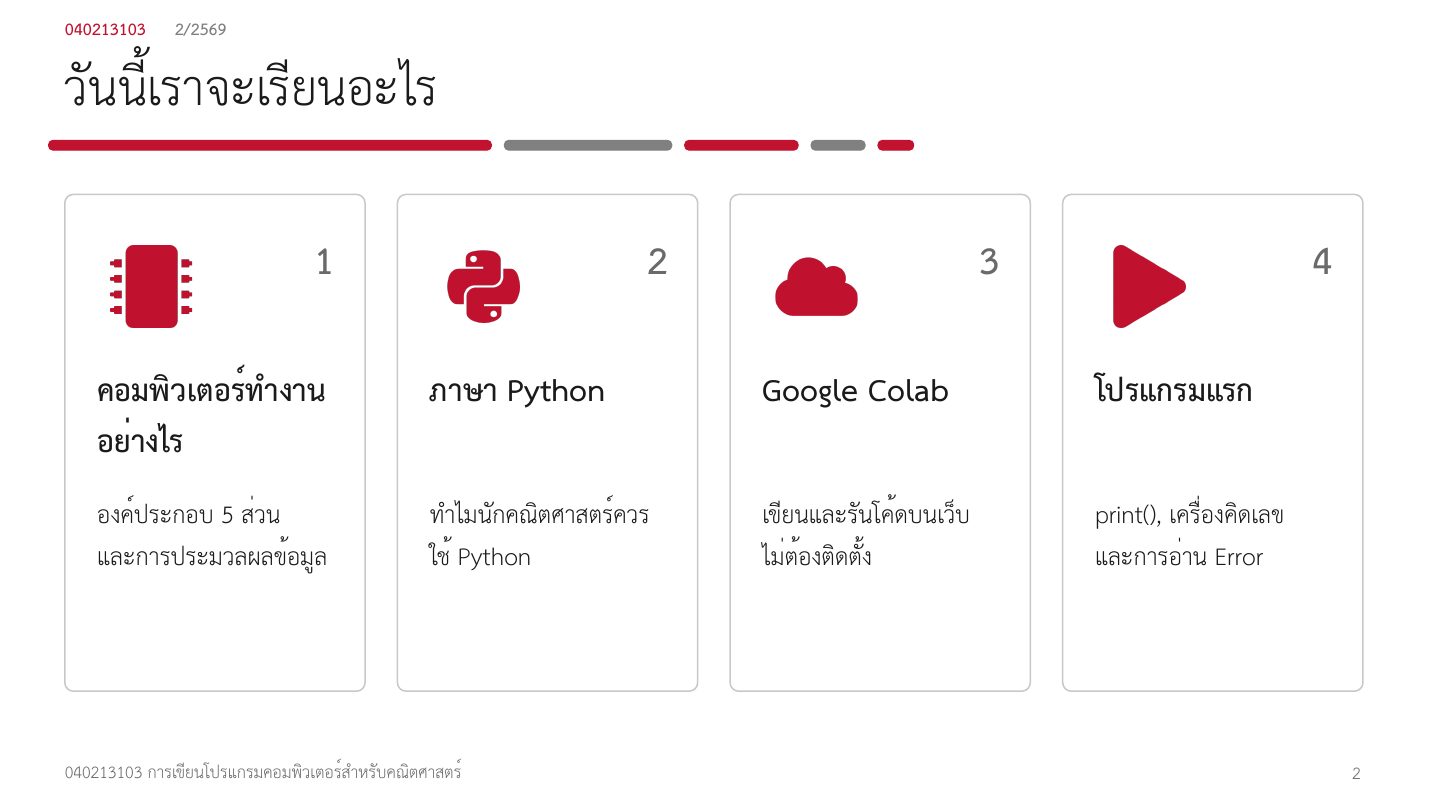 040213103 2/2569
วันนี้เราจะเรียนอะไร
1
คอมพิวเตอร์ทำงาน
อย่างไร
องค์ประกอบ 5 ส่วน
และการประมวลผลข้อมูล
2
ภาษา Python
ทำไมนักคณิตศาสตร์ควร
ใช้ Python
3
Google Colab
เขียนและรันโค้ดบนเว็บ
ไม่ต้องติดตั้ง
4
โปรแกรมแรก
print(), เครื่องคิดเลข
และการอ่าน Error
040213103 การเขียนโปรแกรมคอมพิวเตอร์สำหรับคณิตศาสตร์
2